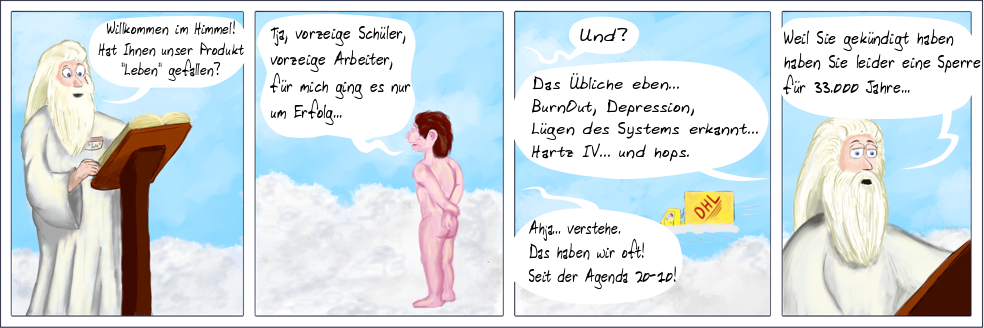 Willkommen im Himmel!
Hat Ihnen unser Produkt
"Leben" gefallen?
Tja, vorzeige Schüler,
vorzeige Arbeiter,
für mich ging es nur
um Erfolg...
Und?
Das Übliche eben...
BurnOut, Depression,
Lügen des Systems erkannt...
Hartz IV... und hops.
DHL
Ahja... verstehe.
Das haben wir oft!
Seit der Agenda 20-10!
Weil Sie gekündigt haben
haben Sie leider eine Sperre
für 33.000 Jahre...